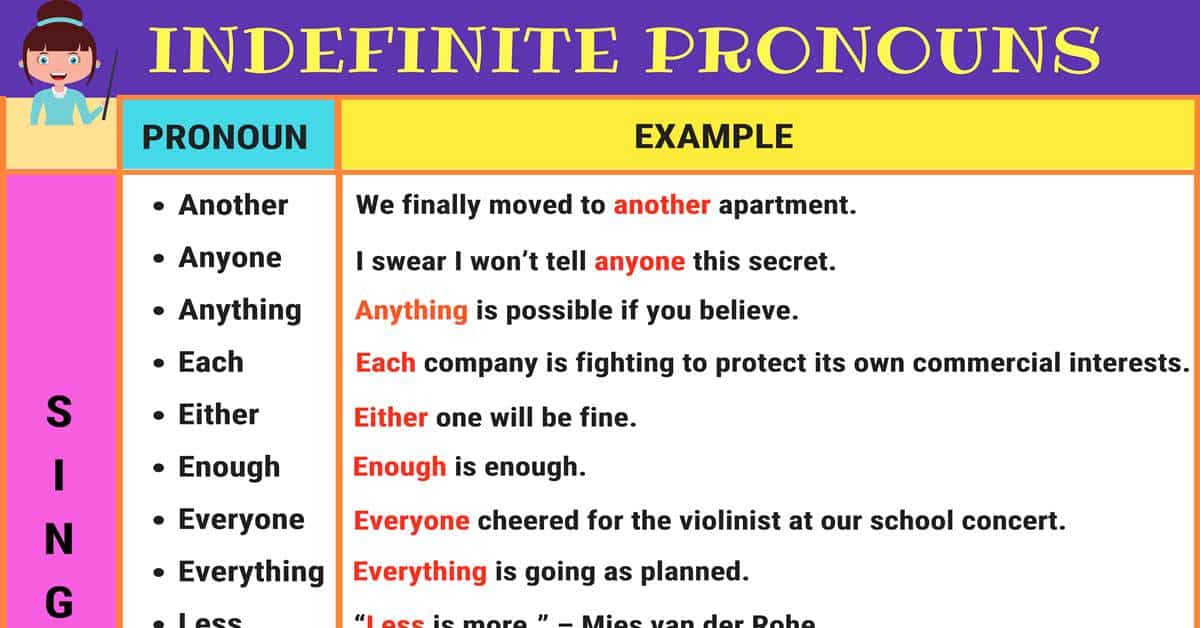 INDEFINITE PRONOUNS
PRONOUN EXAMPLE
• Another We finally moved to another apartment.
• Anyone I swear I won’t tell anyone this secret.
• Anything Anything is possible if you believe.
• Each Each company is fighting to protect its own commercial interests.
• Either Either one will be fine.
• Enough Enough is enough.
• Everyone Everyone cheered for the violinist at our school concert.
• Everything Everything is going as planned.
• Less “Less is more.” – Mies van der Rohe
S
I
N
G